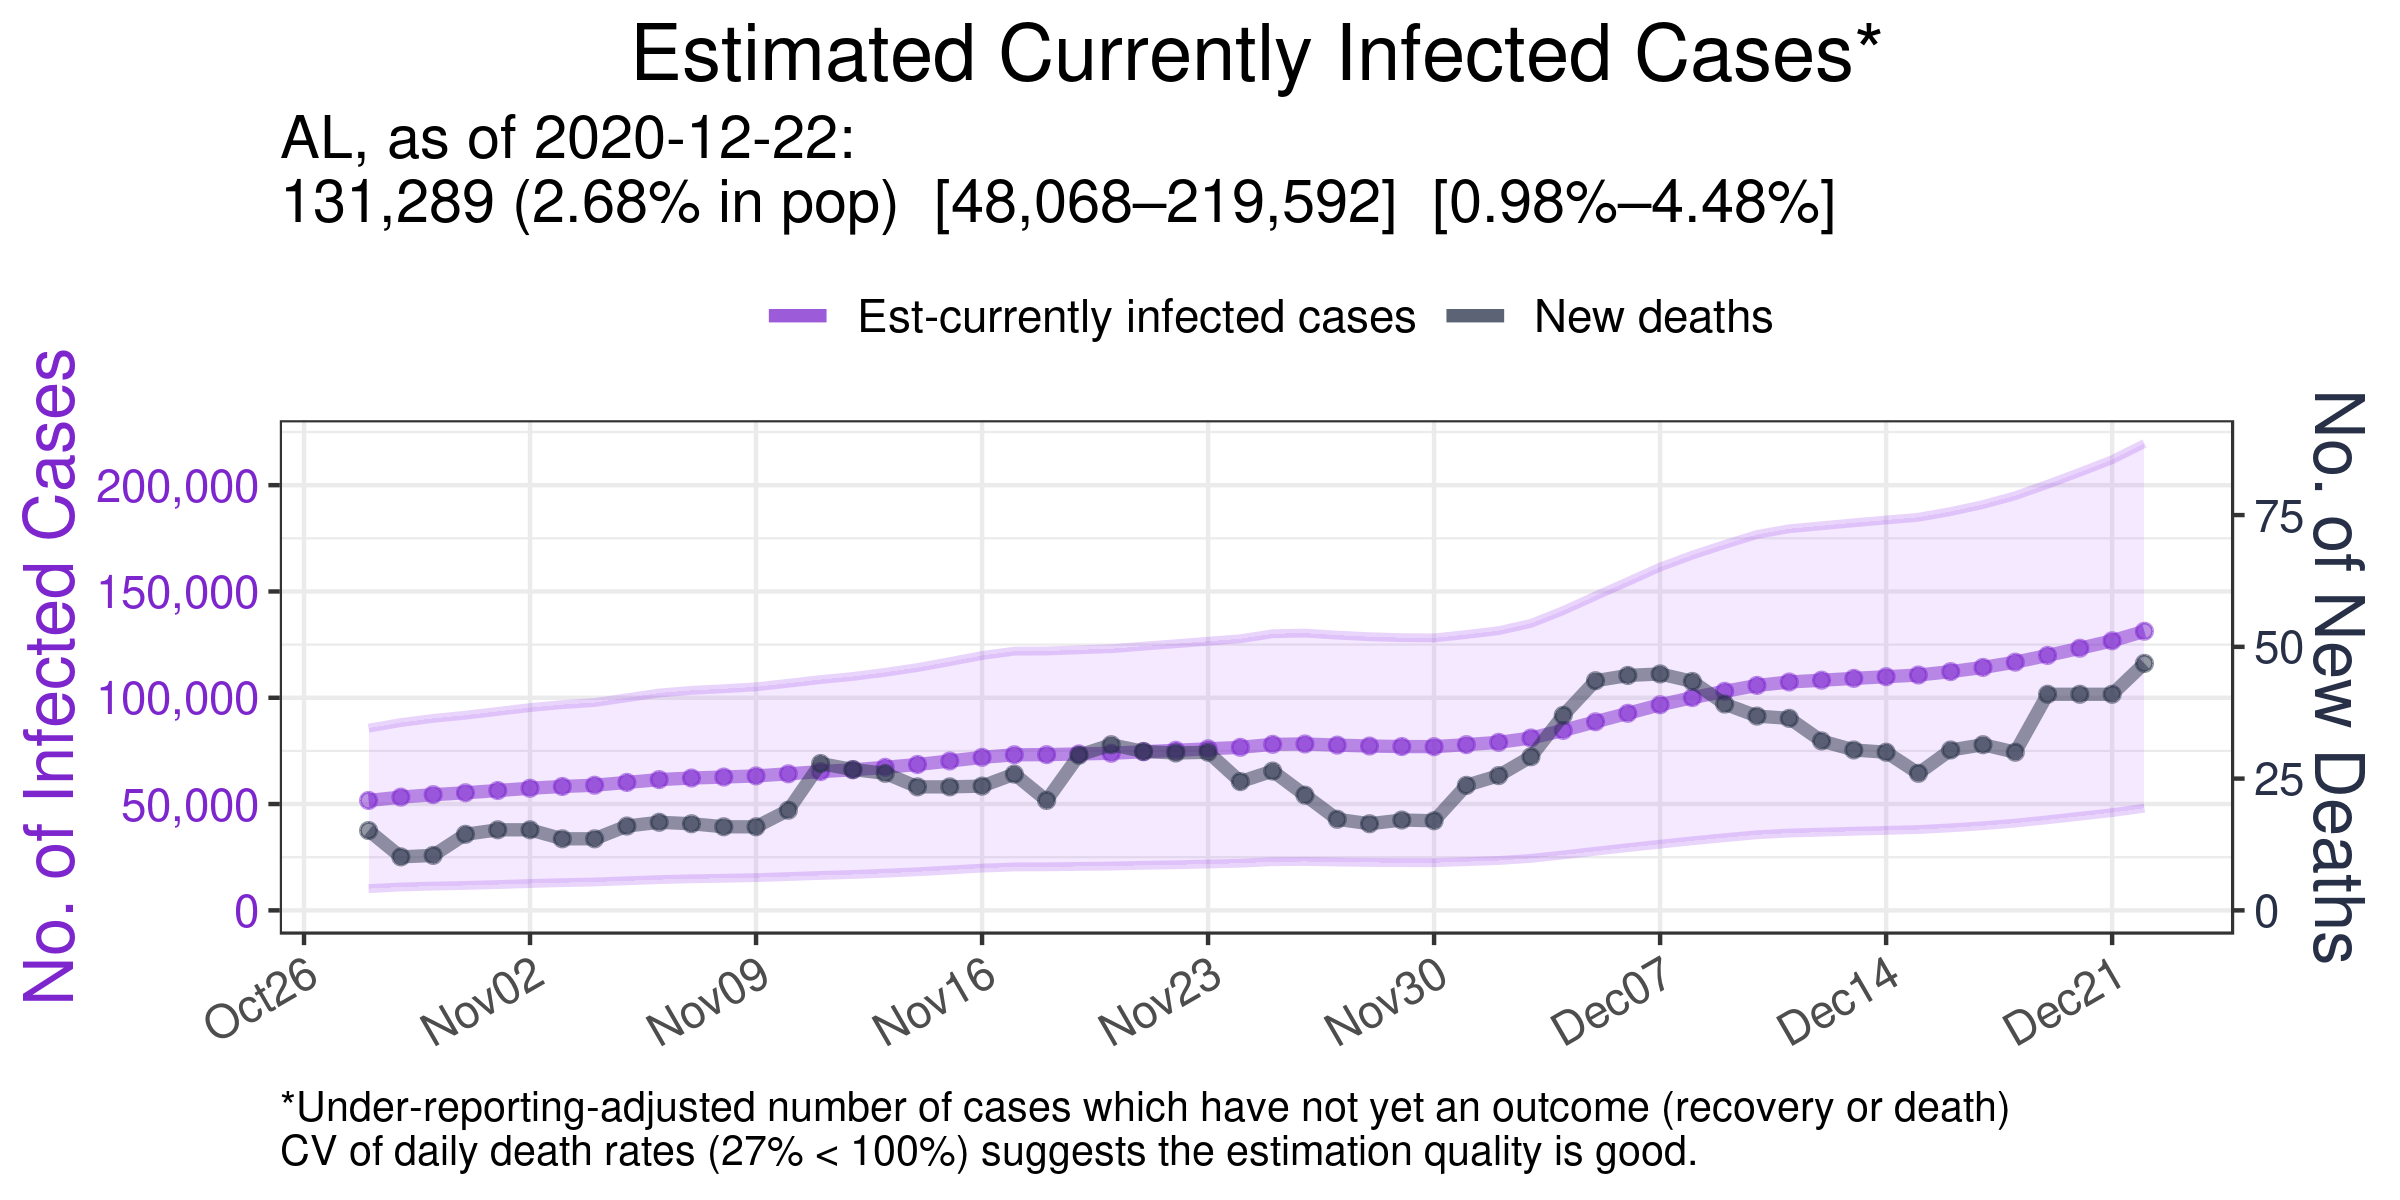 Estimated Currently Infected Cases*
AL, as of 2020-12-22:
131,289 (2.68% in pop)  [48,068–219,592]  [0.98%–4.48%]
Est-currently infected cases
New deaths
No. of Infected Cases
200,000
150,000
100,000
50,000
0
No. of New Deaths
75
50
25
0
Oct26
Nov02
Nov09
Nov16
Nov23
Nov30
Dec07
Dec14
Dec21
*Under-reporting-adjusted number of cases which have not yet an outcome (recovery or death)
CV of daily death rates (27% < 100%) suggests the estimation quality is good.